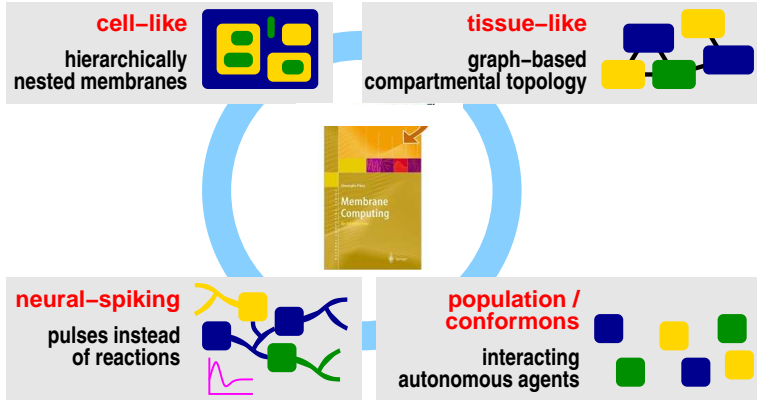 cell-like
hierarchically
nested membranes
tissue-like
graph-based
compartmental topology
Membrane
Computing
Springer
neural-spiking
pulses instead
of reactions
population /
conformons
interacting
autonomous agents